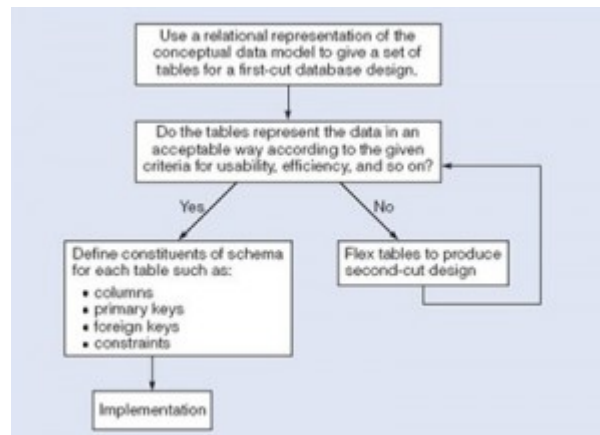 Use a relational representation of the
conceptual data model to give a set of
tables for a first-cut database design.
Do the tables represent the data in an
acceptable way according to the given
criteria for usability, efficiency, and so on?
Yes
No
Define constituents of schema
for each table such as:
• columns
• primary keys
• foreign keys
• constraints
Flex tables to produce
second-cut design
Implementation